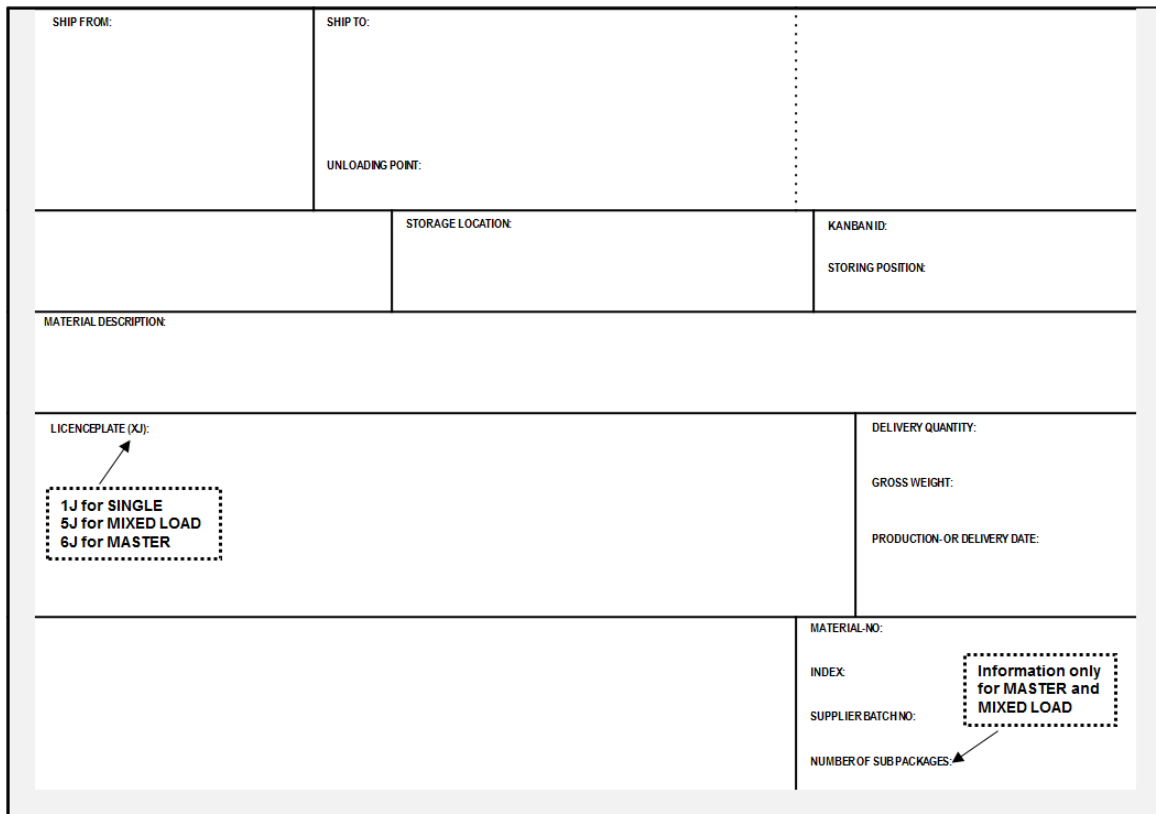 SHIP FROM:
SHIP TO:
UNLOADING POINT:
STORAGE LOCATION:
KANBAN ID:
STORING POSITION:
MATERIAL DESCRIPTION:
LICENCEPLATE (XJ):
1J for SINGLE
5J for MIXED LOAD
6J for MASTER
DELIVERY QUANTITY:
GROSS WEIGHT:
PRODUCTION- OR DELIVERY DATE:
MATERIAL-NO:
INDEX:
SUPPLIER BATCH NO:
NUMBER OF SUB PACKAGES:
Information only
for MASTER and
MIXED LOAD